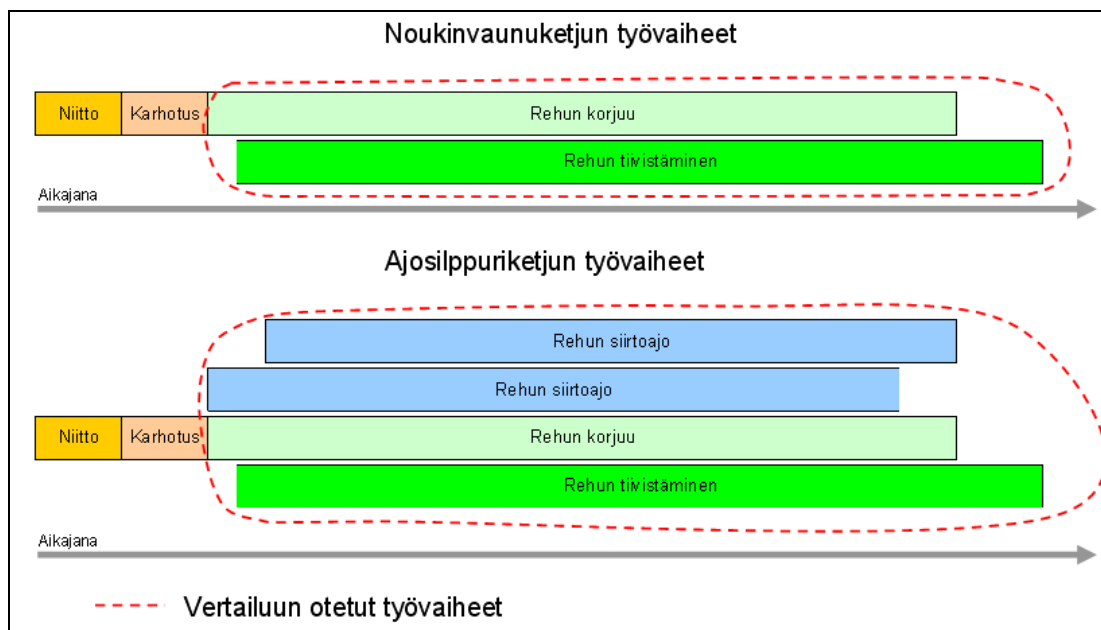 Noukinvaunuketjun työvaiheet
Niitto Karhotus Rehun korjuu
Rehun tiivistäminen
Aikajana
Ajosilppuriketjun työvaiheet
Rehun siirtoajo
Rehun siirtoajo
Niitto Karhotus Rehun korjuu
Rehun tiivistäminen
Aikajana
Vertailuun otetut työvaiheet